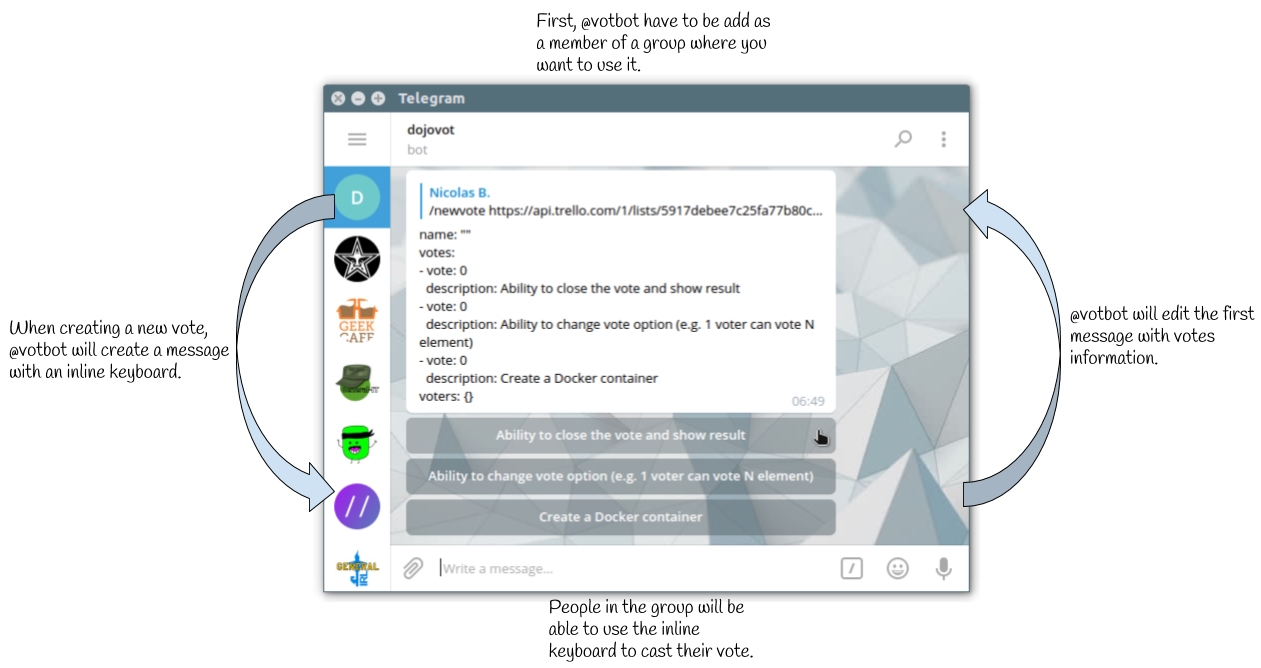 First, @votbot have to be add as
a member of a group where you
want to use it.
Telegram
dojovot
bot
D
Nicolas B.
/newvote https://api.trello.com/1/lists/5917debee7c25fa77b80c...
name: ""
votes:
- vote: 0
description: Ability to close the vote and show result
- vote: 0
description: Ability to change vote option (e.g. 1 voter can vote N
element)
- vote: 0
description: Create a Docker container
voters: {}
06:49
GEEK
CAFE
When creating a new vote,
@votbot will create a message
with an inline keyboard.
@votbot will edit the first
message with votes
information.
Ability to close the vote and show result
Ability to change vote option (e.g. 1 voter can vote N element)
Create a Docker container
//
GENERAL
Write a message...
/
People in the group will be
able to use the inline
keyboard to cast their vote.